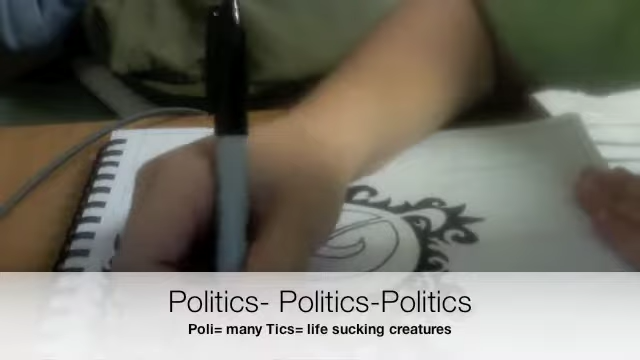 Politics- Politics-Politics
Poli= many Tics= life sucking creatures